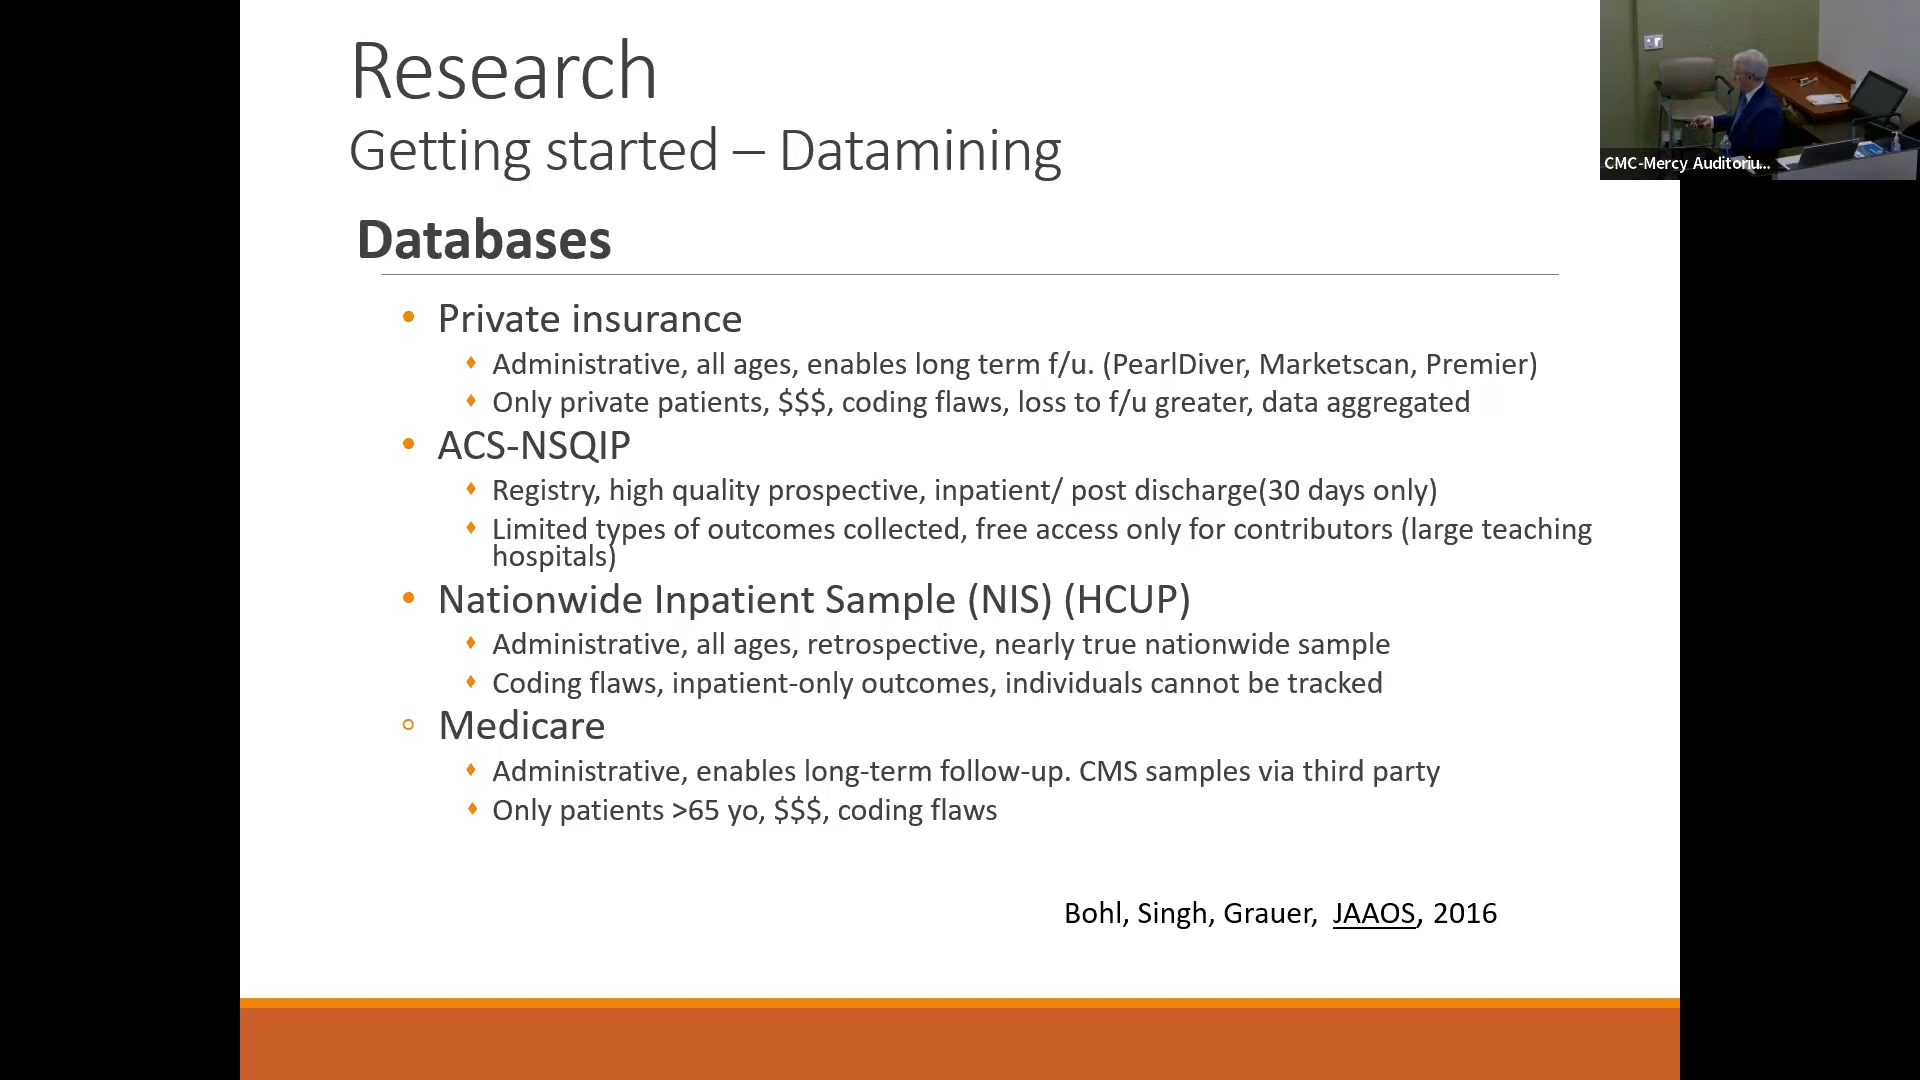 Research
Getting started – Datamining
CMC-Mercy Auditoriu...
Databases
• Private insurance
♦ Administrative, all ages, enables long term f/u. (PearlDiver, Marketscan, Premier)
♦ Only private patients, $$$, coding flaws, loss to f/u greater, data aggregated
• ACS-NSQIP
♦ Registry, high quality prospective, inpatient/ post discharge(30 days only)
♦ Limited types of outcomes collected, free access only for contributors (large teaching
hospitals)
• Nationwide Inpatient Sample (NIS) (HCUP)
♦ Administrative, all ages, retrospective, nearly true nationwide sample
♦ Coding flaws, inpatient-only outcomes, individuals cannot be tracked
◦ Medicare
♦ Administrative, enables long-term follow-up. CMS samples via third party
♦ Only patients >65 yo, $$$, coding flaws
Bohl, Singh, Grauer, JAAOS, 2016